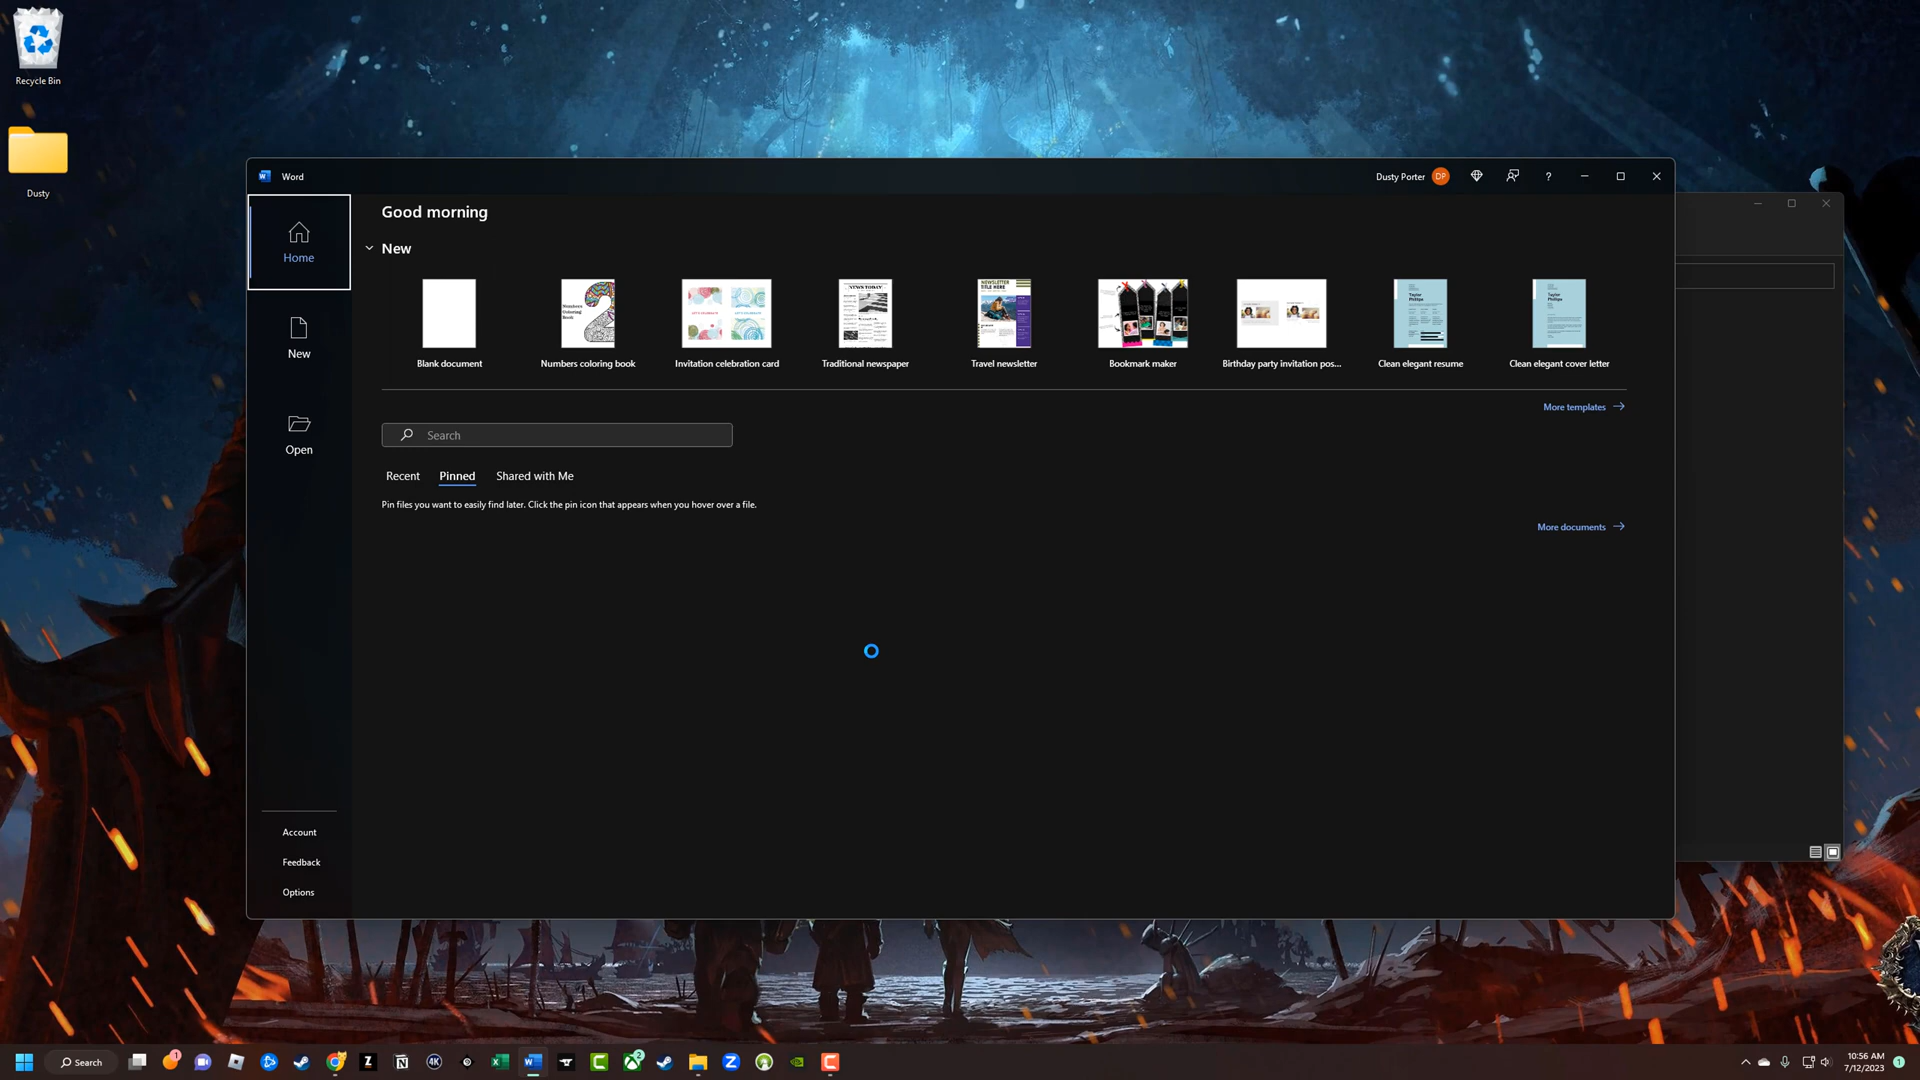 Recycle Bin
Dusty
Word
Dusty Porter DP
Good morning
Home
New
New
Open
Blank document
Numbers coloring book
Invitation celebration card
Traditional newspaper
Travel newsletter
Bookmark maker
Birthday party invitation pos...
Clean elegant resume
Clean elegant cover letter
More templates
Search
Recent Pinned Shared with Me
Pin files you want to easily find later. Click the pin icon that appears when you hover over a file.
More documents
Account
Feedback
Options
Search
10:56 AM
7/12/2023